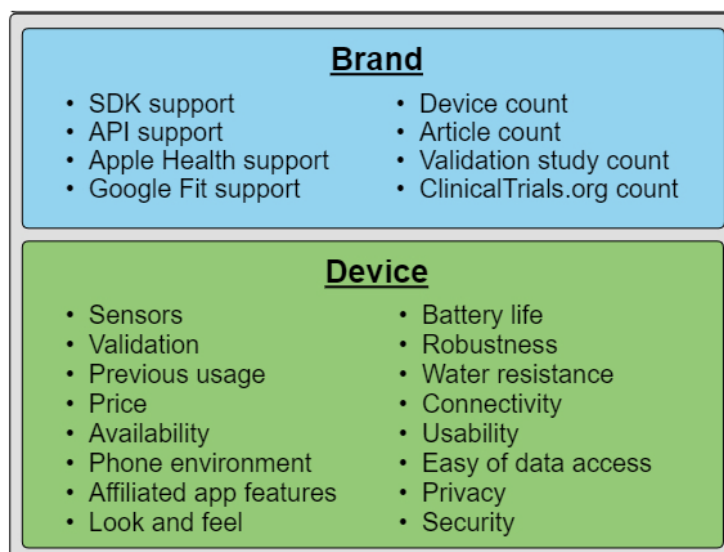 Brand
• SDK support
• API support
• Apple Health support
• Google Fit support
• Device count
• Article count
• Validation study count
• ClinicalTrials.org count
Device
• Sensors
• Validation
• Previous usage
• Price
• Availability
• Phone environment
• Affiliated app features
• Look and feel
• Battery life
• Robustness
• Water resistance
• Connectivity
• Usability
• Easy of data access
• Privacy
• Security